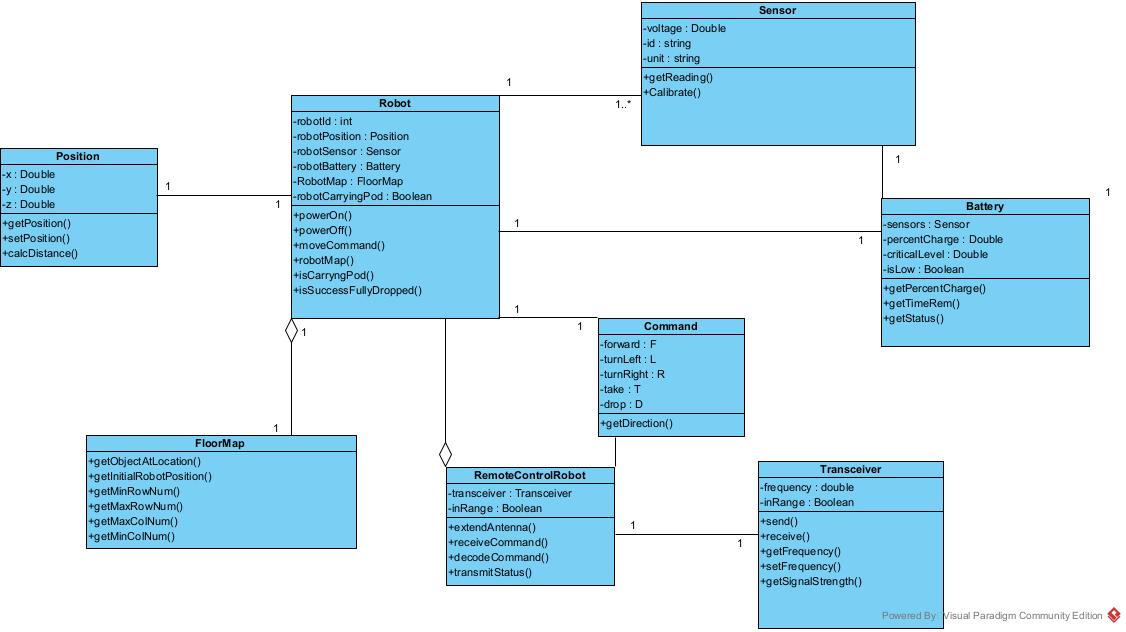 Sensor
-voltage : Double
-id : string
-unit : string
+getReading()
+Calibrate()
1
1..*
Robot
-robotId : int
-robotPosition : Position
-robotSensor : Sensor
-robotBattery : Battery
-RobotMap : FloorMap
-robotCarryingPod : Boolean
+powerOn()
+powerOff()
+moveCommand()
+robotMap()
+isCarryngPod()
+isSuccessFullyDropped()
Position
-x : Double
-y : Double
-z : Double
+getPosition()
+setPosition()
+calcDistance()
1
1
1
1
Battery
-sensors : Sensor
-percentCharge : Double
-criticalLevel : Double
-isLow : Boolean
+getPercentCharge()
+getTimeRem()
+getStatus()
1
1
1
1
Command
-forward : F
-turnLeft : L
-turnRight : R
-take : T
-drop : D
+getDirection()
1
1
FloorMap
+getObjectAtLocation()
+getInitialRobotPosition()
+getMinRowNum()
+getMaxRowNum()
+getMaxColNum()
+getMinColNum()
RemoteControlRobot
-transceiver : Transceiver
-inRange : Boolean
+extendAntenna()
+receiveCommand()
+decodeCommand()
+transmitStatus()
1
1
Transceiver
-frequency : double
-inRange : Boolean
+send()
+receive()
+getFrequency()
+setFrequency()
+getSignalStrength()
Powered By: Visual Paradigm Community Edition